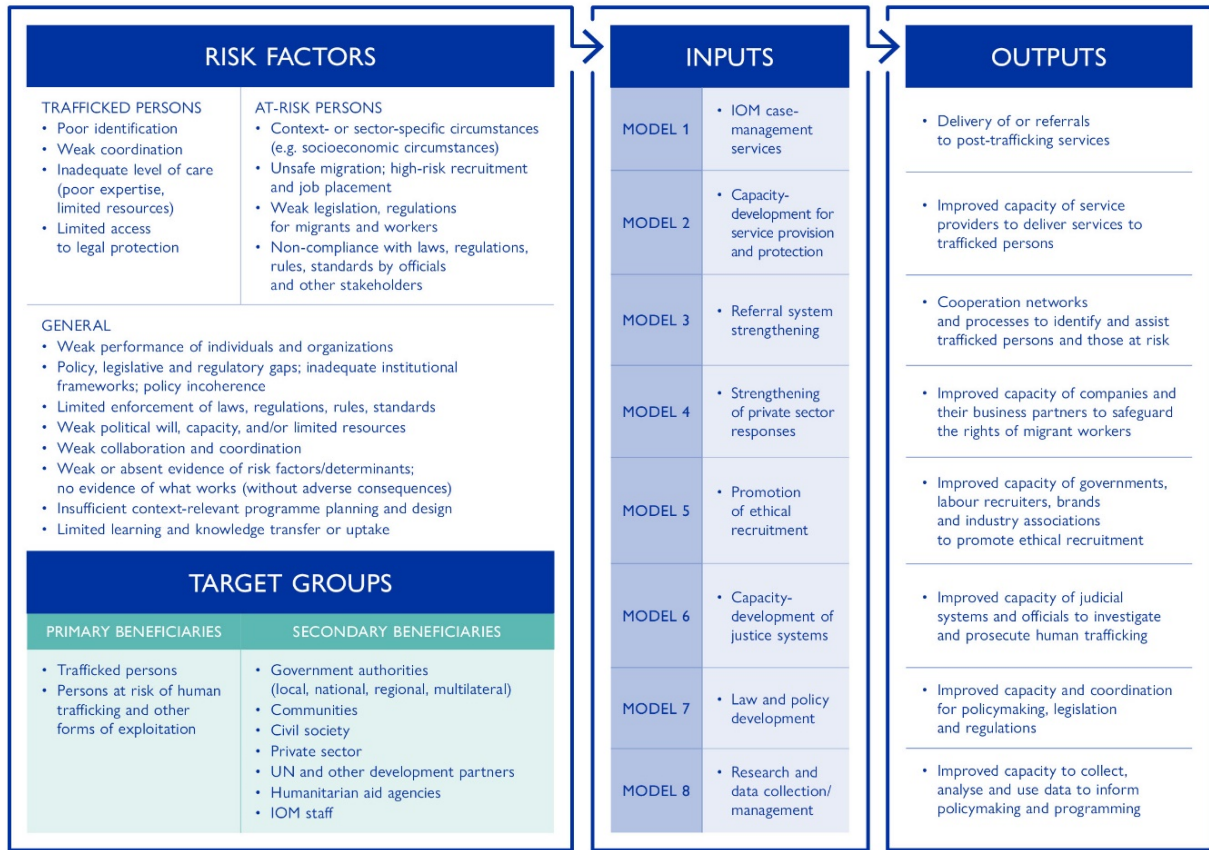 RISK FACTORS
TRAFFICKED PERSONS
• Poor identification
• Weak coordination
• Inadequate level of care
(poor expertise,
limited resources)
• Limited access
to legal protection
AT-RISK PERSONS
• Context- or sector-specific circumstances
(e.g. socioeconomic circumstances)
• Unsafe migration; high-risk recruitment
and job placement
• Weak legislation, regulations
for migrants and workers
• Non-compliance with laws, regulations,
rules, standards by officials
and other stakeholders
GENERAL
• Weak performance of individuals and organizations
• Policy, legislative and regulatory gaps; inadequate institutional
frameworks; policy incoherence
• Limited enforcement of laws, regulations, rules, standards
• Weak political will, capacity, and/or limited resources
• Weak collaboration and coordination
• Weak or absent evidence of risk factors/determinants;
no evidence of what works (without adverse consequences)
• Insufficient context-relevant programme planning and design
• Limited learning and knowledge transfer or uptake
TARGET GROUPS
PRIMARY BENEFICIARIES
• Trafficked persons
• Persons at risk of human
trafficking and other
forms of exploitation
SECONDARY BENEFICIARIES
• Government authorities
(local, national, regional, multilateral)
• Communities
• Civil society
• Private sector
• UN and other development partners
• Humanitarian aid agencies
• IOM staff
INPUTS
MODEL 1
• IOM case-
management
services
MODEL 2
• Capacity-
development for
service provision
and protection
MODEL 3
• Referral system
strengthening
MODEL 4
• Strengthening
of private sector
responses
MODEL 5
• Promotion
of ethical
recruitment
MODEL 6
• Capacity-
development of
justice systems
MODEL 7
• Law and policy
development
MODEL 8
• Research and
data collection/
management
OUTPUTS
• Delivery of or referrals
to post-trafficking services
• Improved capacity of service
providers to deliver services to
trafficked persons
• Cooperation networks
and processes to identify and assist
trafficked persons and those at risk
• Improved capacity of companies and
their business partners to safeguard
the rights of migrant workers
• Improved capacity of governments,
labour recruiters, brands
and industry associations
to promote ethical recruitment
• Improved capacity of judicial
systems and officials to investigate
and prosecute human trafficking
• Improved capacity and coordination
for policymaking, legislation
and regulations
• Improved capacity to collect,
analyse and use data to inform
policymaking and programming